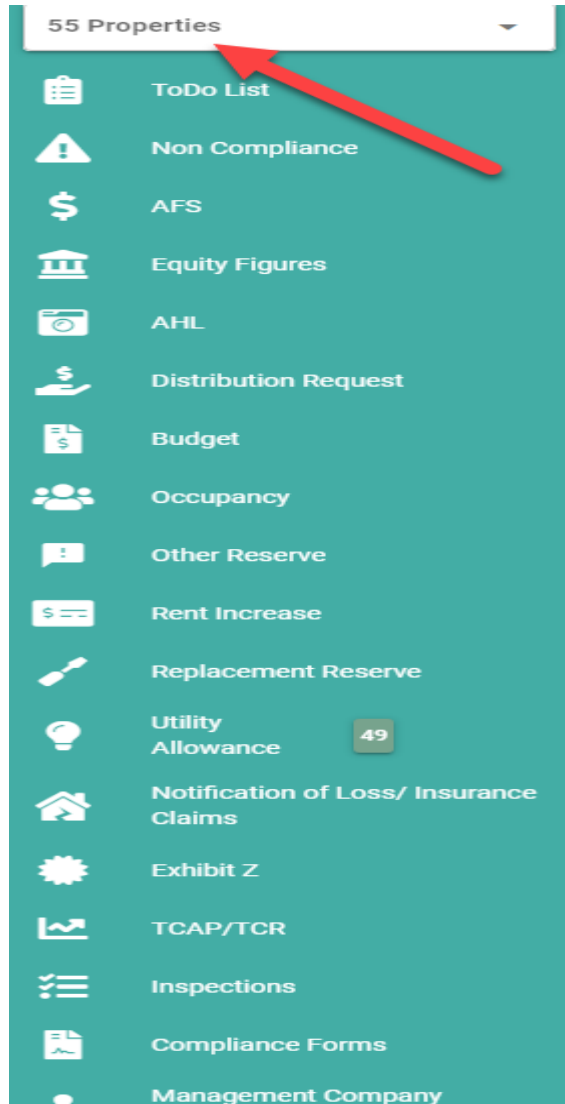 55 Properties
ToDo List
Non Compliance
AFS
Equity Figures
AHL
Distribution Request
Budget
Occupancy
Other Reserve
Rent Increase
Replacement Reserve
Utility
Allowance 49
Notification of Loss/ Insurance
Claims
Exhibit Z
TCAP/TCR
Inspections
Compliance Forms
Management Company